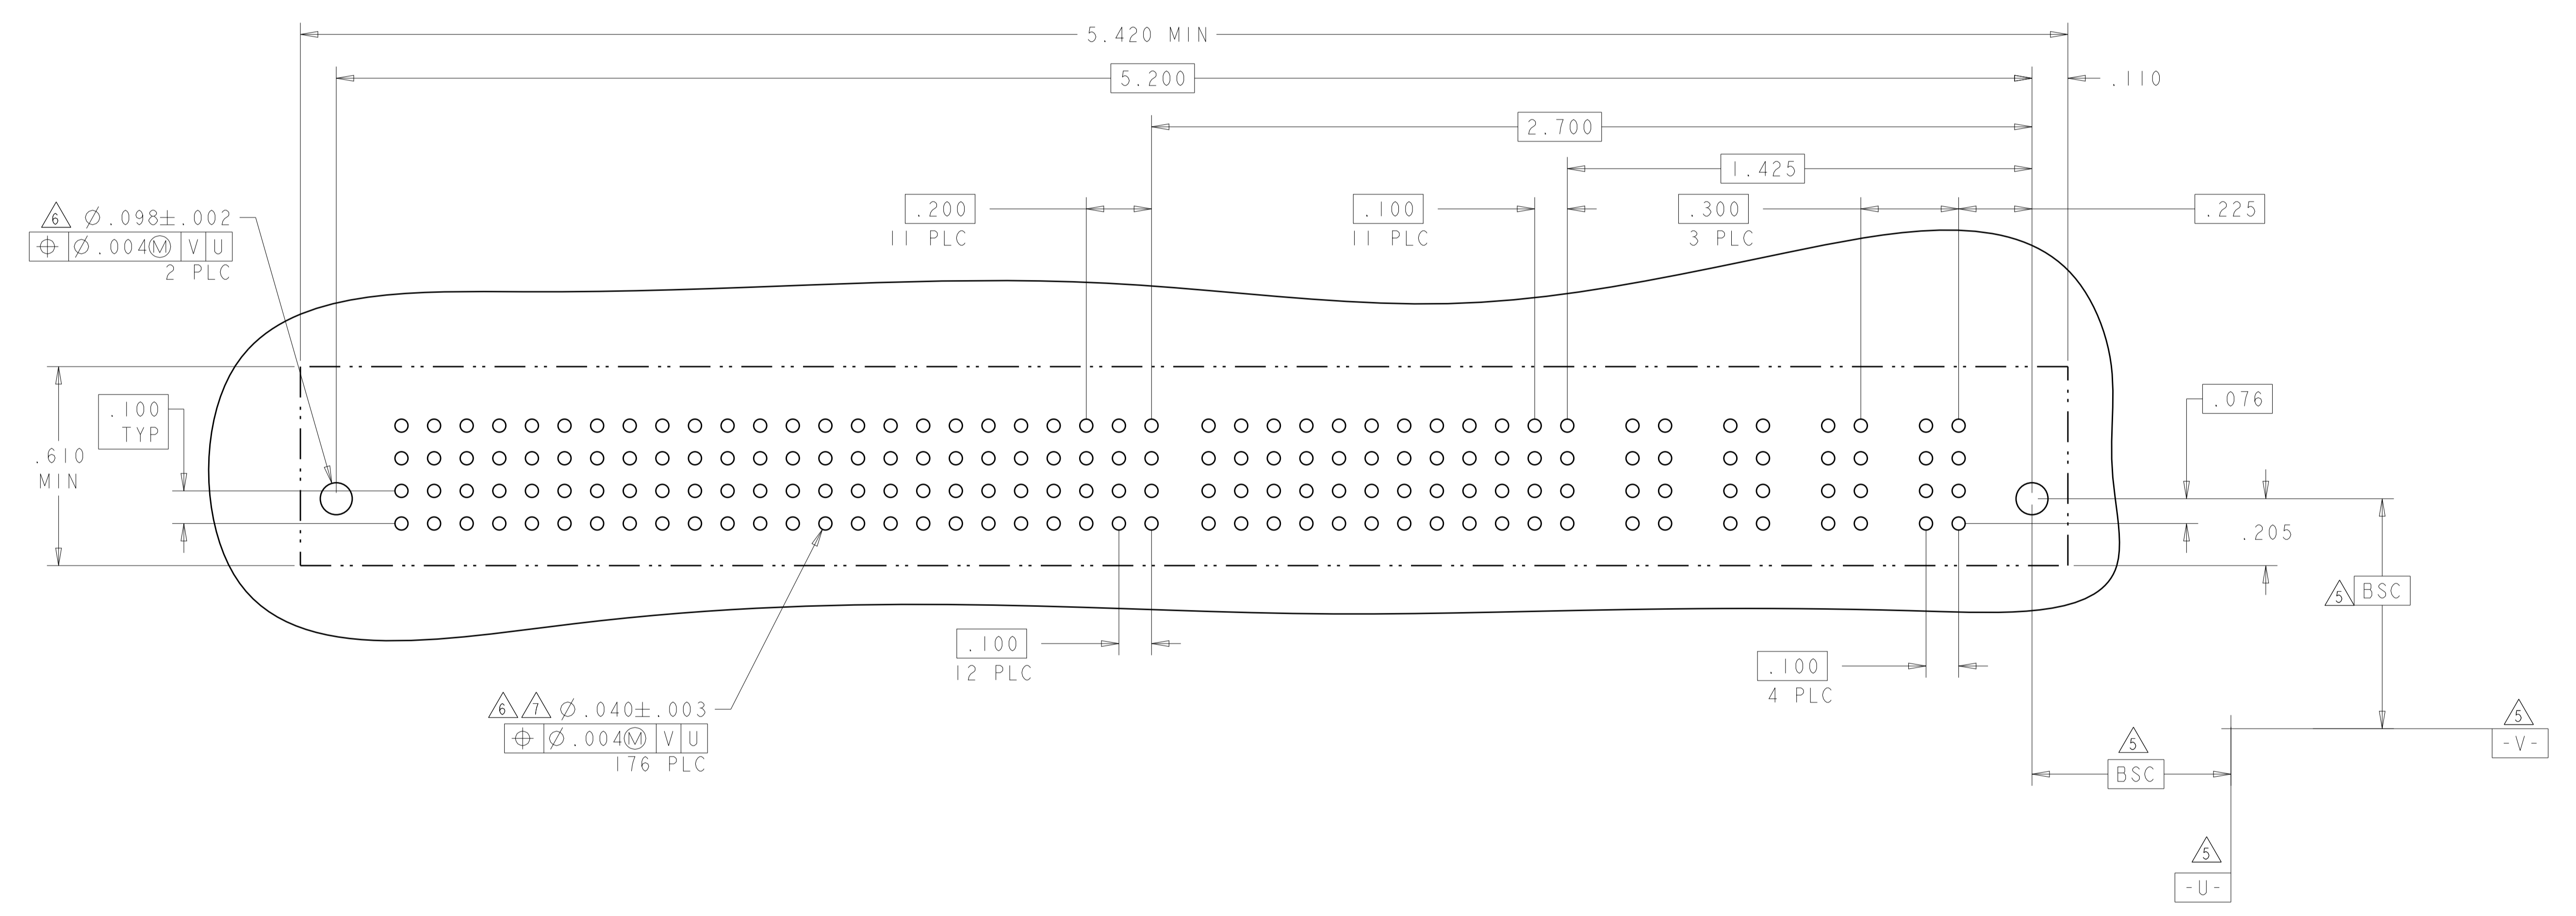 5.420 MIN
5.200
.110
2.700
1.425
.200
11 PLC
.100
11 PLC
.300
3 PLC
.225
6 Ø.098±.002
⌖ Ø.004Ⓜ V U
2 PLC
.100
TYP
.610
MIN
.076
.205
5 BSC
.100
12 PLC
.100
4 PLC
6 7 Ø.040±.003
⌖ Ø.004Ⓜ V U
176 PLC
5
BSC
5
-V-
5
-U-